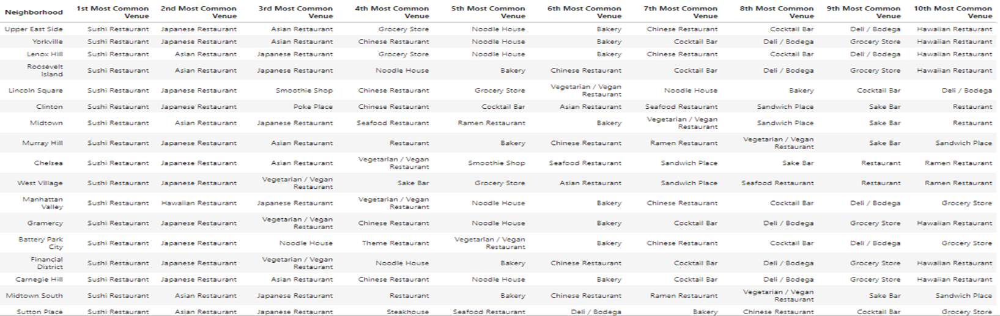 Neighborhood 1st Most Common Venue 2nd Most Common Venue 3rd Most Common Venue 4th Most Common Venue 5th Most Common Venue 6th Most Common Venue 7th Most Common Venue 8th Most Common Venue 9th Most Common Venue 10th Most Common Venue
Upper East Side Sushi Restaurant Japanese Restaurant Asian Restaurant Grocery Store Noodle House Bakery Chinese Restaurant Cocktail Bar Deli / Bodega Hawaiian Restaurant
Yorkville Sushi Restaurant Japanese Restaurant Asian Restaurant Chinese Restaurant Noodle House Bakery Cocktail Bar Deli / Bodega Grocery Store Hawaiian Restaurant
Lenox Hill Sushi Restaurant Asian Restaurant Japanese Restaurant Grocery Store Noodle House Bakery Chinese Restaurant Cocktail Bar Deli / Bodega Hawaiian Restaurant
Roosevelt Island Sushi Restaurant Asian Restaurant Japanese Restaurant Noodle House Bakery Chinese Restaurant Cocktail Bar Deli / Bodega Grocery Store Hawaiian Restaurant
Lincoln Square Sushi Restaurant Japanese Restaurant Smoothie Shop Chinese Restaurant Grocery Store Vegetarian / Vegan Restaurant Noodle House Bakery Cocktail Bar Deli / Bodega
Clinton Sushi Restaurant Japanese Restaurant Poke Place Chinese Restaurant Cocktail Bar Asian Restaurant Seafood Restaurant Sandwich Place Sake Bar Restaurant
Midtown Sushi Restaurant Asian Restaurant Japanese Restaurant Seafood Restaurant Ramen Restaurant Bakery Vegetarian / Vegan Restaurant Sandwich Place Sake Bar Restaurant
Murray Hill Sushi Restaurant Japanese Restaurant Asian Restaurant Restaurant Bakery Chinese Restaurant Ramen Restaurant Vegetarian / Vegan Restaurant Sake Bar Sandwich Place
Chelsea Sushi Restaurant Japanese Restaurant Asian Restaurant Vegetarian / Vegan Restaurant Smoothie Shop Seafood Restaurant Sandwich Place Sake Bar Restaurant Ramen Restaurant
West Village Sushi Restaurant Japanese Restaurant Vegetarian / Vegan Restaurant Sake Bar Grocery Store Asian Restaurant Sandwich Place Seafood Restaurant Restaurant Ramen Restaurant
Manhattan Valley Sushi Restaurant Hawaiian Restaurant Japanese Restaurant Vegetarian / Vegan Restaurant Noodle House Bakery Chinese Restaurant Cocktail Bar Deli / Bodega Grocery Store
Gramercy Sushi Restaurant Japanese Restaurant Vegetarian / Vegan Restaurant Chinese Restaurant Noodle House Bakery Cocktail Bar Deli / Bodega Grocery Store Hawaiian Restaurant
Battery Park City Sushi Restaurant Japanese Restaurant Noodle House Theme Restaurant Vegetarian / Vegan Restaurant Bakery Chinese Restaurant Cocktail Bar Deli / Bodega Grocery Store
Financial District Sushi Restaurant Japanese Restaurant Vegetarian / Vegan Restaurant Noodle House Bakery Chinese Restaurant Cocktail Bar Deli / Bodega Grocery Store Hawaiian Restaurant
Carnegie Hill Sushi Restaurant Japanese Restaurant Asian Restaurant Chinese Restaurant Noodle House Bakery Cocktail Bar Deli / Bodega Grocery Store Hawaiian Restaurant
Midtown South Sushi Restaurant Asian Restaurant Japanese Restaurant Restaurant Bakery Chinese Restaurant Ramen Restaurant Vegetarian / Vegan Restaurant Sake Bar Sandwich Place
Sutton Place Sushi Restaurant Asian Restaurant Japanese Restaurant Steakhouse Seafood Restaurant Deli / Bodega Bakery Chinese Restaurant Cocktail Bar Grocery Store